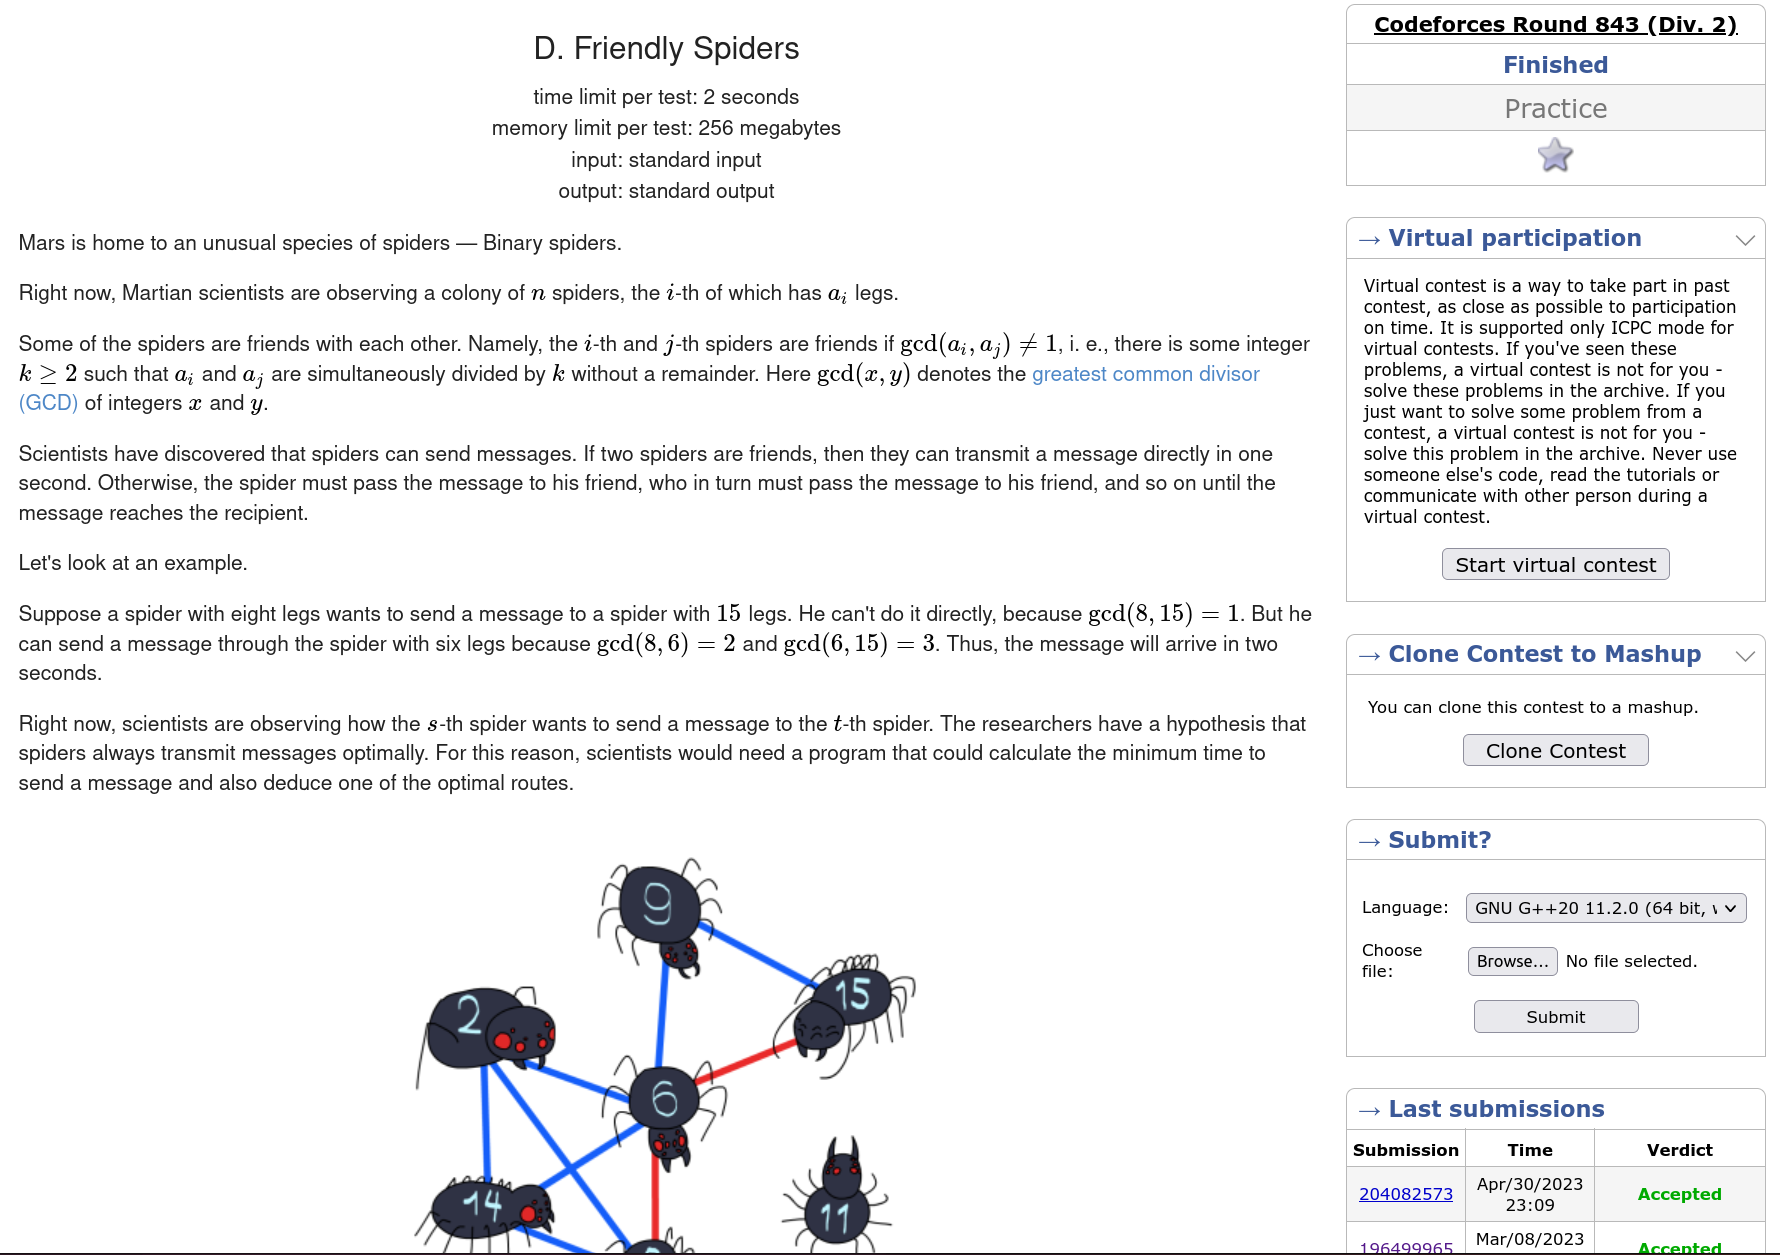 D. Friendly Spiders
time limit per test: 2 seconds
memory limit per test: 256 megabytes
input: standard input
output: standard output
Mars is home to an unusual species of spiders — Binary spiders.
Right now, Martian scientists are observing a colony of n spiders, the i-th of which has a_i legs.
Some of the spiders are friends with each other. Namely, the i-th and j-th spiders are friends if gcd(a_i, a_j) ≠ 1, i. e., there is some integer
k ≥ 2 such that a_i and a_j are simultaneously divided by k without a remainder. Here gcd(x, y) denotes the greatest common divisor
(GCD) of integers x and y.
Scientists have discovered that spiders can send messages. If two spiders are friends, then they can transmit a message directly in one
second. Otherwise, the spider must pass the message to his friend, who in turn must pass the message to his friend, and so on until the
message reaches the recipient.
Let's look at an example.
Suppose a spider with eight legs wants to send a message to a spider with 15 legs. He can't do it directly, because gcd(8, 15) = 1. But he
can send a message through the spider with six legs because gcd(8, 6) = 2 and gcd(6, 15) = 3. Thus, the message will arrive in two
seconds.
Right now, scientists are observing how the s-th spider wants to send a message to the t-th spider. The researchers have a hypothesis that
spiders always transmit messages optimally. For this reason, scientists would need a program that could calculate the minimum time to
send a message and also deduce one of the optimal routes.
9
15
2
6
14
11
Codeforces Round 843 (Div. 2)
Finished
Practice
→ Virtual participation
Virtual contest is a way to take part in past
contest, as close as possible to participation
on time. It is supported only ICPC mode for
virtual contests. If you've seen these
problems, a virtual contest is not for you -
solve these problems in the archive. If you
just want to solve some problem from a
contest, a virtual contest is not for you -
solve this problem in the archive. Never use
someone else's code, read the tutorials or
communicate with other person during a
virtual contest.
Start virtual contest
→ Clone Contest to Mashup
You can clone this contest to a mashup.
Clone Contest
→ Submit?
Language: GNU G++20 11.2.0 (64 bit,
Choose
file: Browse... No file selected.
Submit
→ Last submissions
Submission Time Verdict
204082573 Apr/30/2023 23:09 Accepted
196499965 Mar/08/2023 Accepted